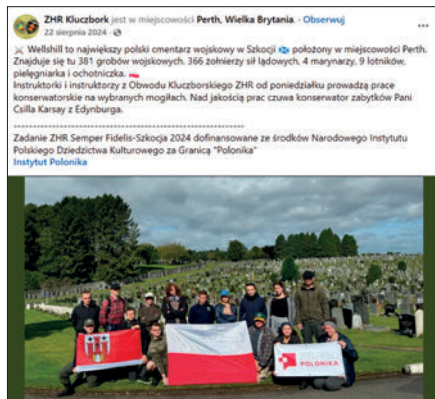 ZHR Kluczbork jest w miejscowości Perth, Wielka Brytania. · Obserwuj
22 sierpnia 2024 ·
Wellshill to największy polski cmentarz wojskowy w Szkocji położony w miejscowości Perth.
Znajduje się tu 381 grobów wojskowych. 366 żołnierzy sił lądowych, 4 marynarzy, 9 lotników,
pielęgniarka i ochotniczka.
Instruktorki i instruktorzy z Obwodu Kluczborskiego ZHR od poniedziałku prowadzą prace
konserwatorskie na wybranych mogiłach. Nad jakością prac czuwa konserwator zabytków Pani
Csilla Karsay z Edynburga.
--------------------------------------------------------
Zadanie ZHR Semper Fidelis-Szkocja 2024 dofinansowane ze środków Narodowego Instytutu
Polskiego Dziedzictwa Kulturowego za Granicą "Polonika"
Instytut Polonika
POLONIKA